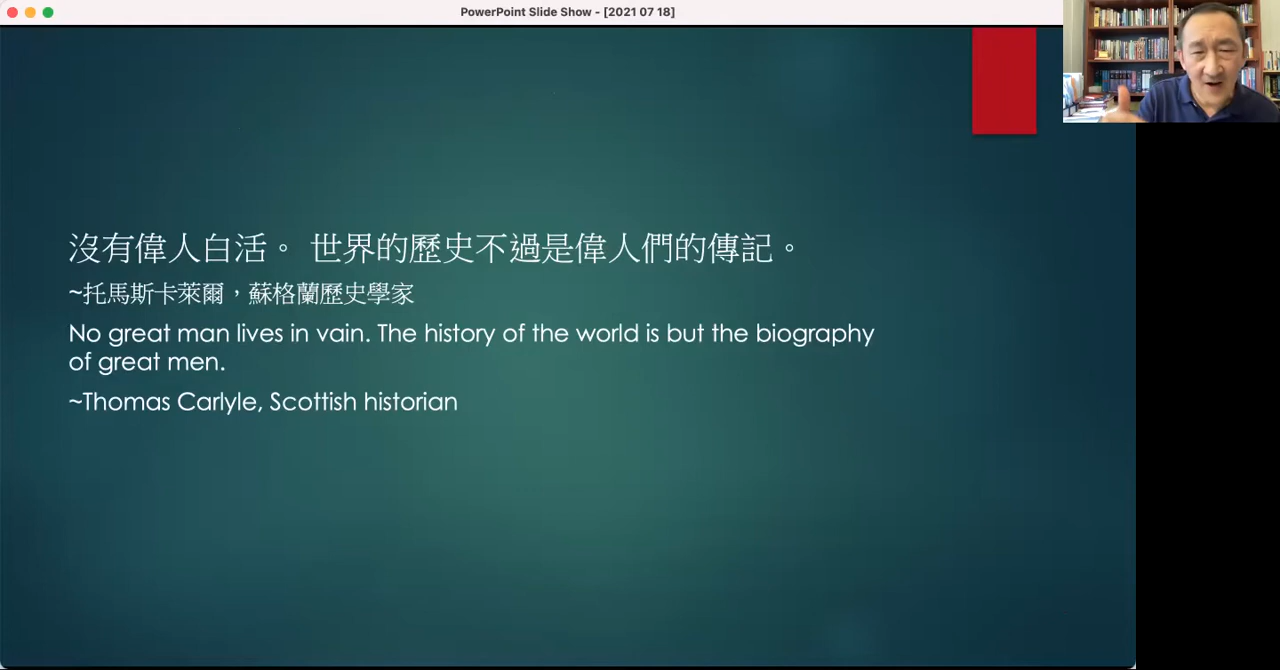 PowerPoint Slide Show - [2021 07 18]
沒有偉人白活。 世界的歷史不過是偉人們的傳記。
~托馬斯卡萊爾，蘇格蘭歷史學家
No great man lives in vain. The history of the world is but the biography
of great men.
~Thomas Carlyle, Scottish historian